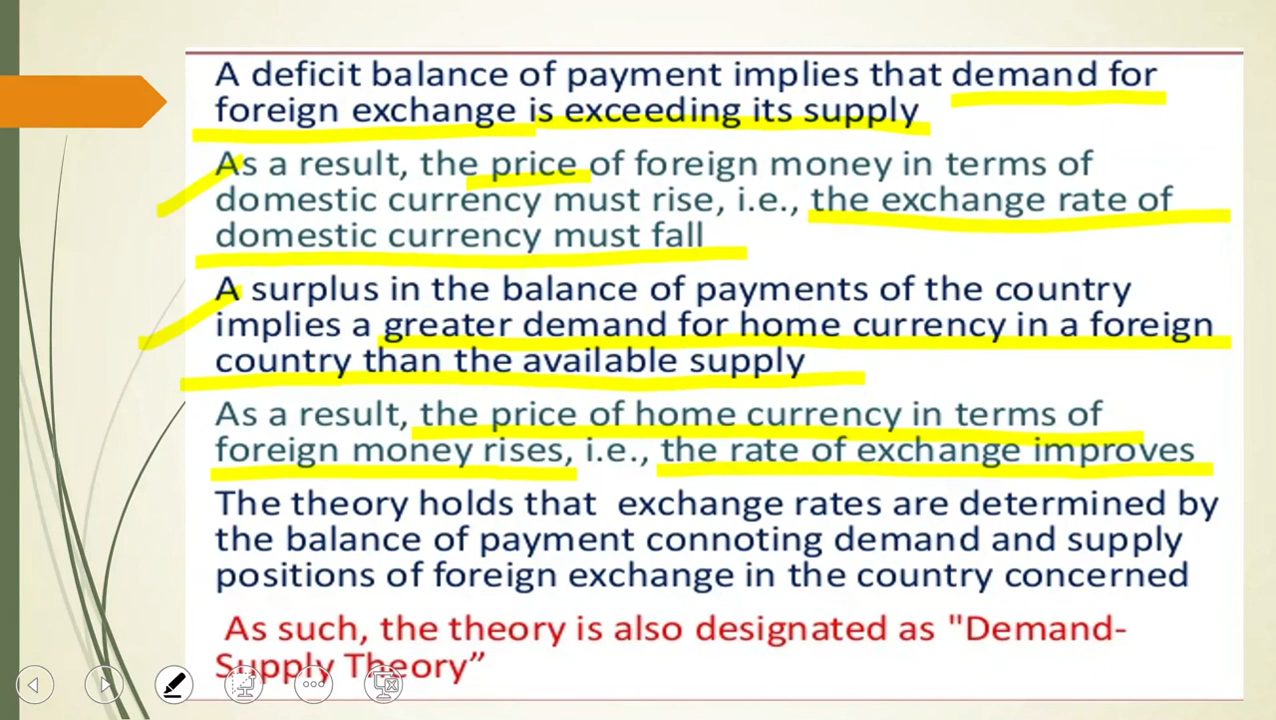 A deficit balance of payment implies that demand for
foreign exchange is exceeding its supply
As a result, the price of foreign money in terms of
domestic currency must rise, i.e., the exchange rate of
domestic currency must fall
A surplus in the balance of payments of the country
implies a greater demand for home currency in a foreign
country than the available supply
As a result, the price of home currency in terms of
foreign money rises, i.e., the rate of exchange improves
The theory holds that exchange rates are determined by
the balance of payment connoting demand and supply
positions of foreign exchange in the country concerned
As such, the theory is also designated as "Demand-
Supply Theory”